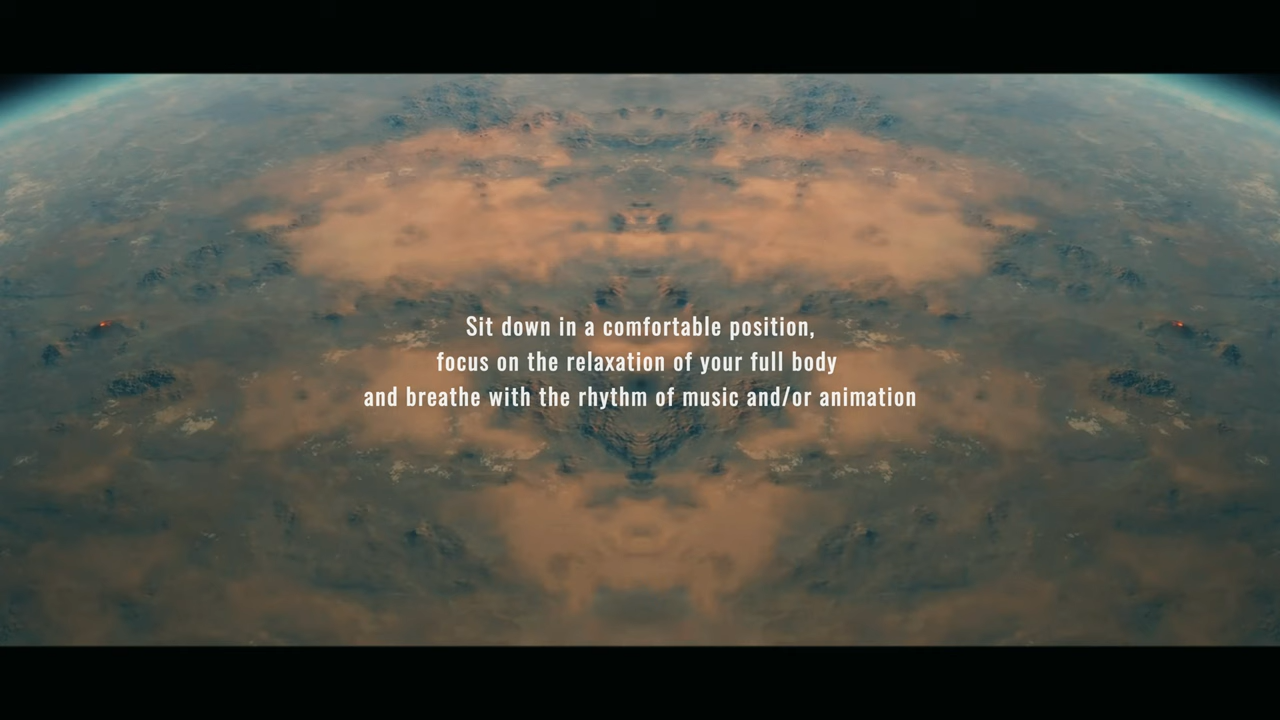 Sit down in a comfortable position,
focus on the relaxation of your full body
and breathe with the rhythm of music and/or animation